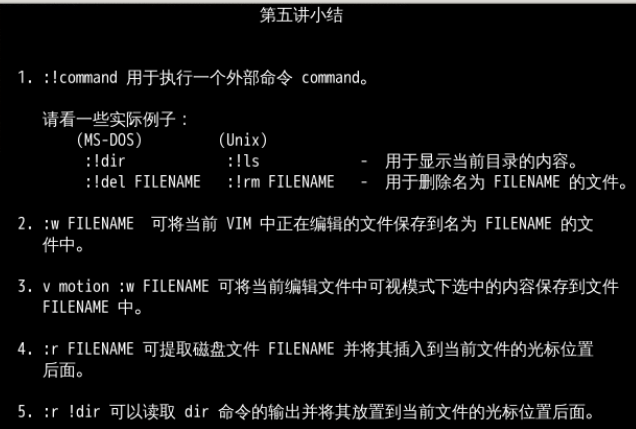 第五讲小结
1. :!command 用于执行一个外部命令 command。
请看一些实际例子：
(MS-DOS) (Unix)
:!dir :!ls - 用于显示当前目录的内容。
:!del FILENAME :!rm FILENAME - 用于删除名为 FILENAME 的文件。
2. :w FILENAME 可将当前 VIM 中正在编辑的文件保存到名为 FILENAME 的文
件中。
3. v motion :w FILENAME 可将当前编辑文件中可视模式下选中的内容保存到文件
FILENAME 中。
4. :r FILENAME 可提取磁盘文件 FILENAME 并将其插入到当前文件的光标位置
后面。
5. :r !dir 可以读取 dir 命令的输出并将其放置到当前文件的光标位置后面。